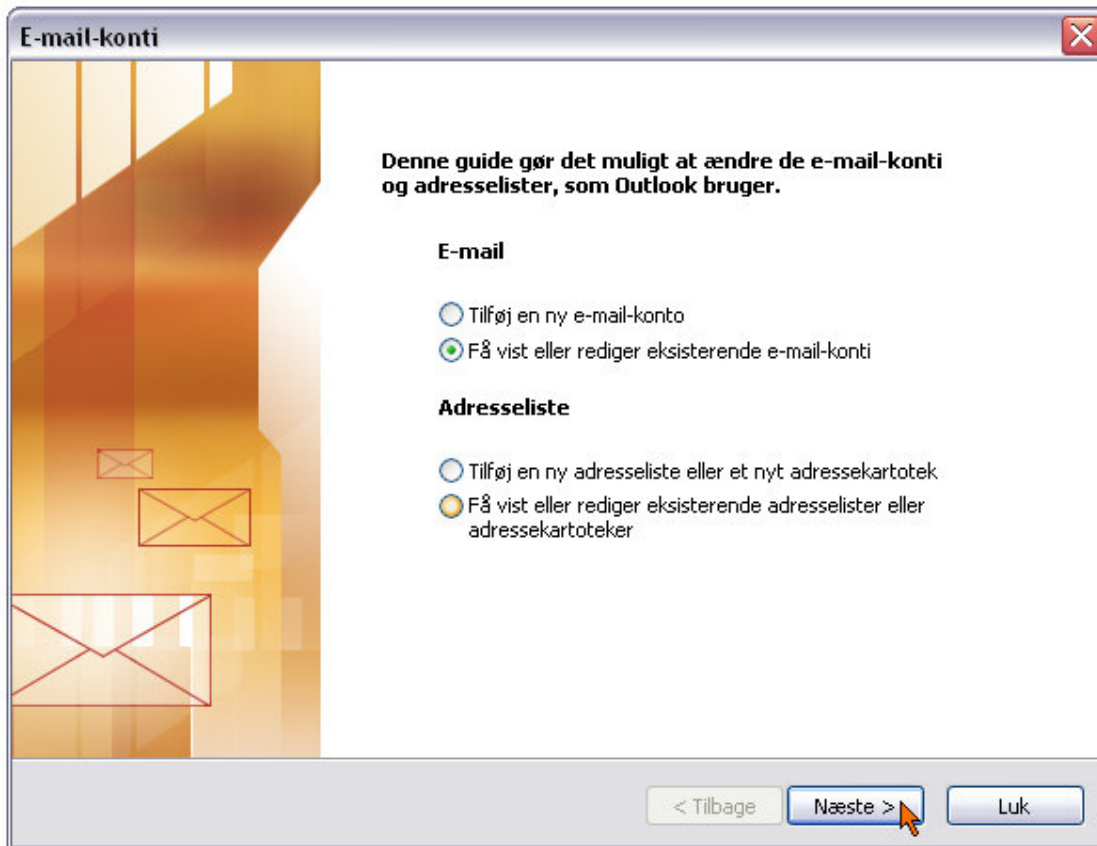 E-mail-konti
Denne guide gør det muligt at ændre de e-mail-konti
og adresselister, som Outlook bruger.
E-mail
Tilføj en ny e-mail-konto
Få vist eller rediger eksisterende e-mail-konti
Adresseliste
Tilføj en ny adresseliste eller et nyt adressekartotek
Få vist eller rediger eksisterende adresselister eller
adressekartoteker
< Tilbage
Næste >
Luk